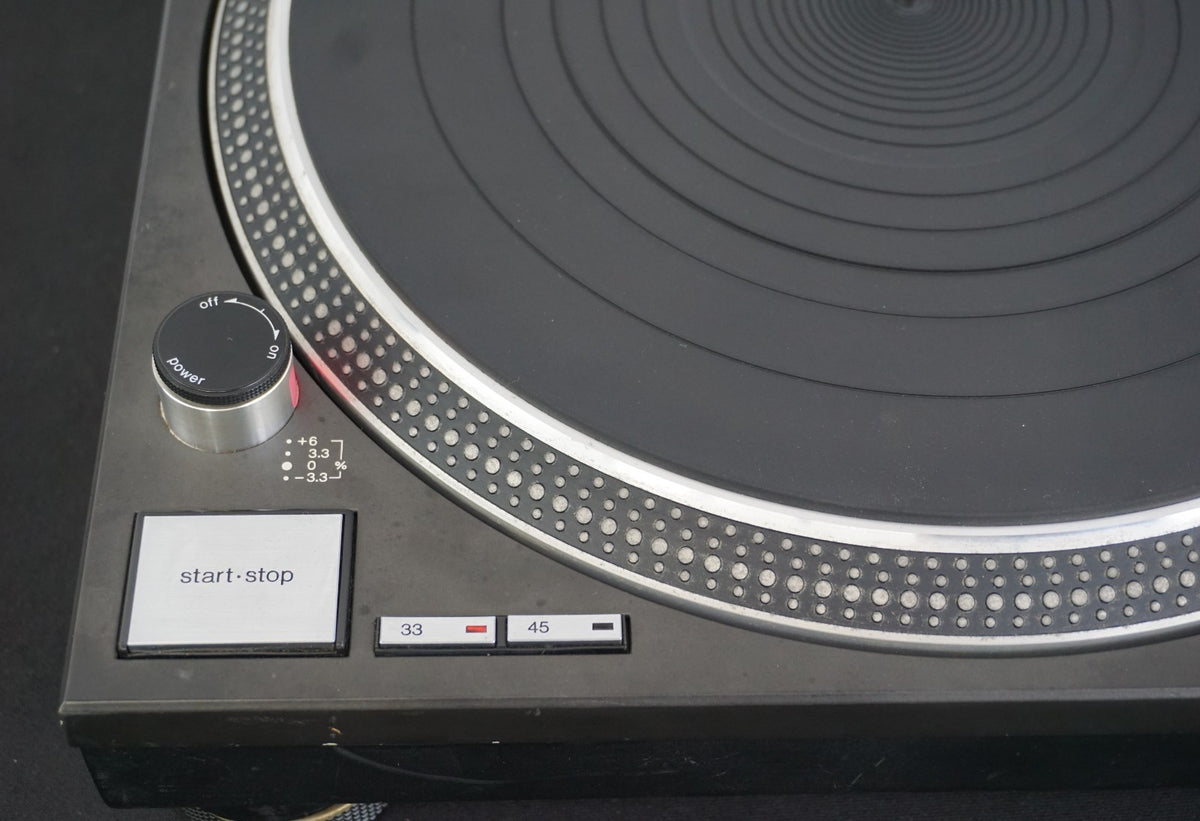 off
on
power
• +6
• 3.3
● 0 %
• −3.3
start·stop
33
45